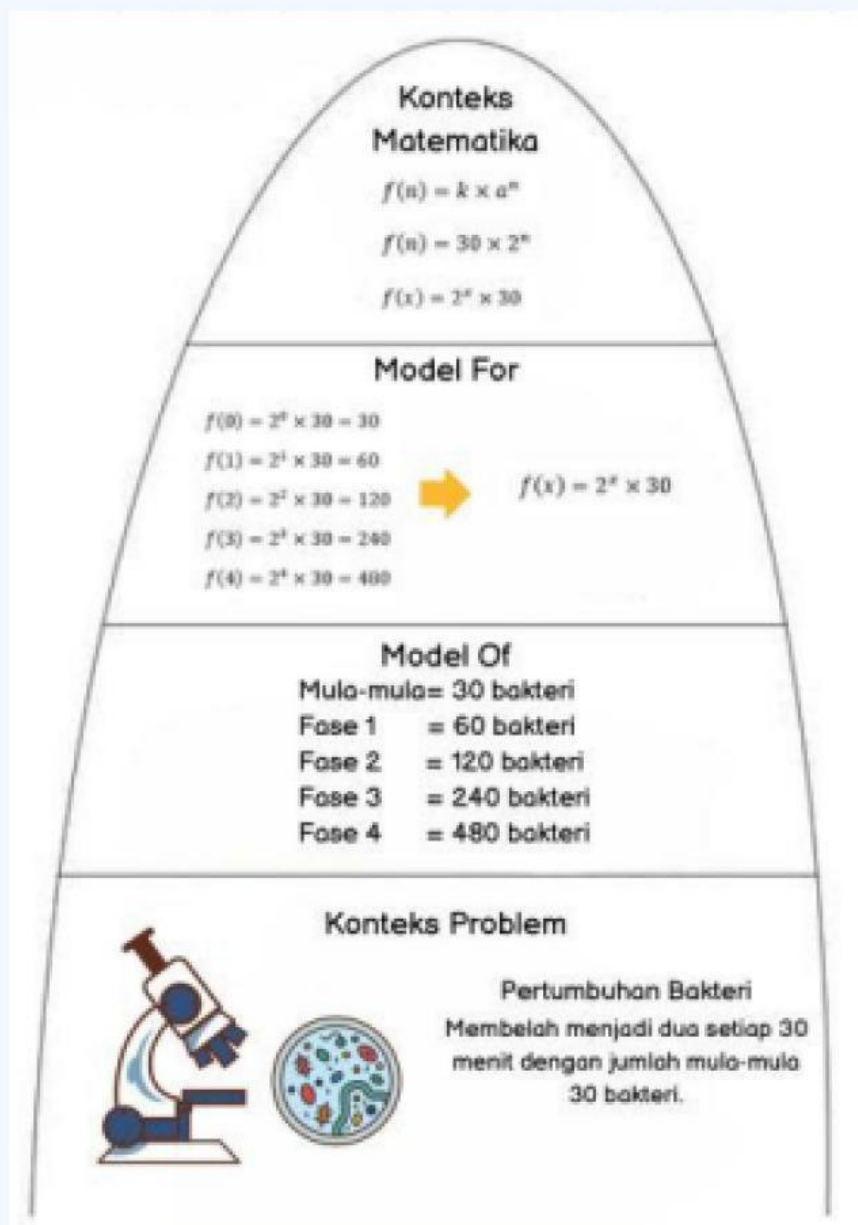 Konteks
Matematika
f(n) = k × aⁿ
f(n) = 30 × 2ⁿ
f(x) = 2ˣ × 30
Model For
f(0) = 2⁰ × 30 = 30
f(1) = 2¹ × 30 = 60
f(2) = 2² × 30 = 120
f(3) = 2³ × 30 = 240
f(4) = 2⁴ × 30 = 480
f(x) = 2ˣ × 30
Model Of
Mula-mula= 30 bakteri
Fase 1 = 60 bakteri
Fase 2 = 120 bakteri
Fase 3 = 240 bakteri
Fase 4 = 480 bakteri
Konteks Problem
Pertumbuhan Bakteri
Membelah menjadi dua setiap 30
menit dengan jumlah mula-mula
30 bakteri.